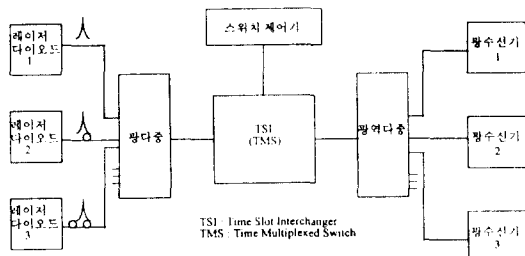 스위치 제어기
레이저
다이오드
1
레이저
다이오드
2
레이저
다이오드
3
광다중
TSI
(TMS)
광역다중
광수신기
1
광수신기
2
광수신기
3
TSI : Time Slot Interchanger
TMS : Time Multiplexed Switch